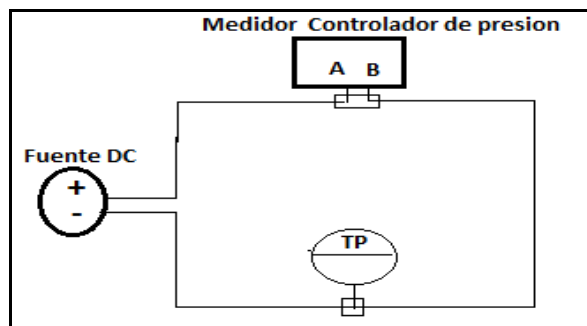 Medidor Controlador de presion
A B
Fuente DC
+
-
TP